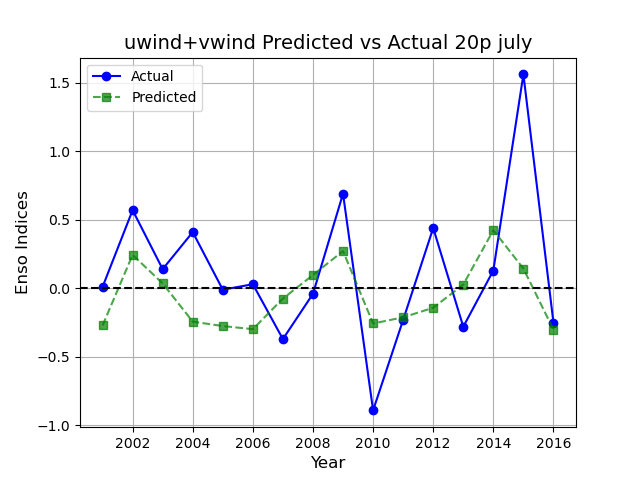 uwind+vwind Predicted vs Actual 20p july
Actual
Predicted
1.5
1.0
0.5
0.0
−0.5
−1.0
Enso Indices
2002 2004 2006 2008 2010 2012 2014 2016
Year